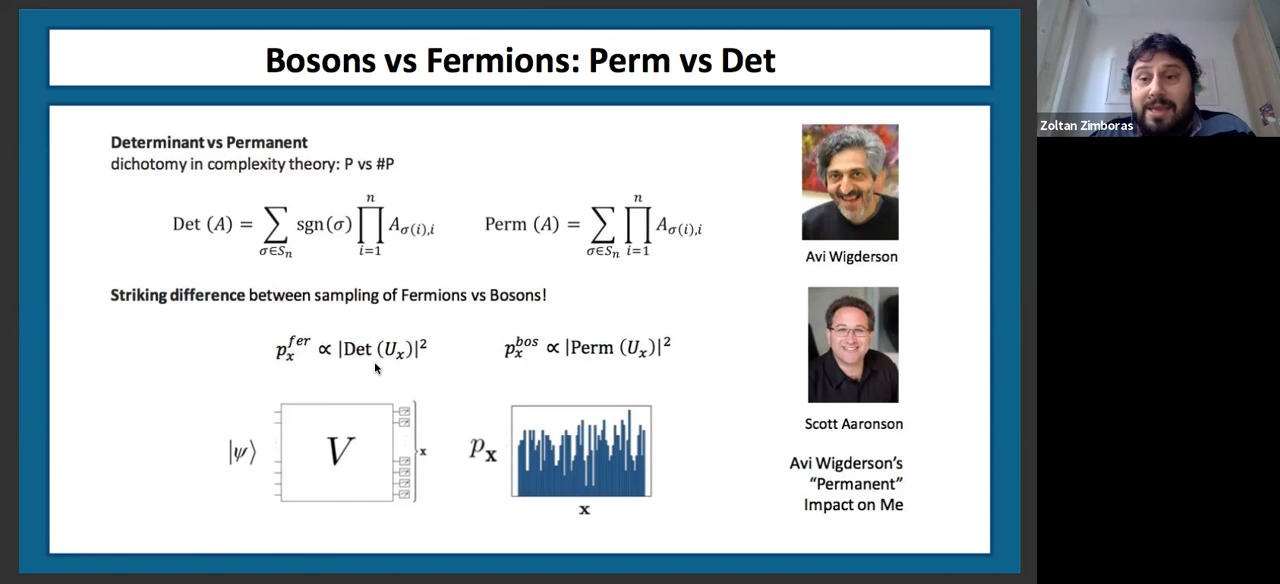 Bosons vs Fermions: Perm vs Det
Zoltan Zimboras
Determinant vs Permanent
dichotomy in complexity theory: P vs #P
Det (A) = ∑_{σ∈S_n} sgn(σ) ∏_{i=1}^{n} A_{σ(i),i}
Perm (A) = ∑_{σ∈S_n} ∏_{i=1}^{n} A_{σ(i),i}
Avi Wigderson
Striking difference between sampling of Fermions vs Bosons!
p_x^{fer} ∝ |Det (U_x)|^2
p_x^{bos} ∝ |Perm (U_x)|^2
Scott Aaronson
|ψ⟩
V
x
p_x
x
Avi Wigderson's
"Permanent"
Impact on Me